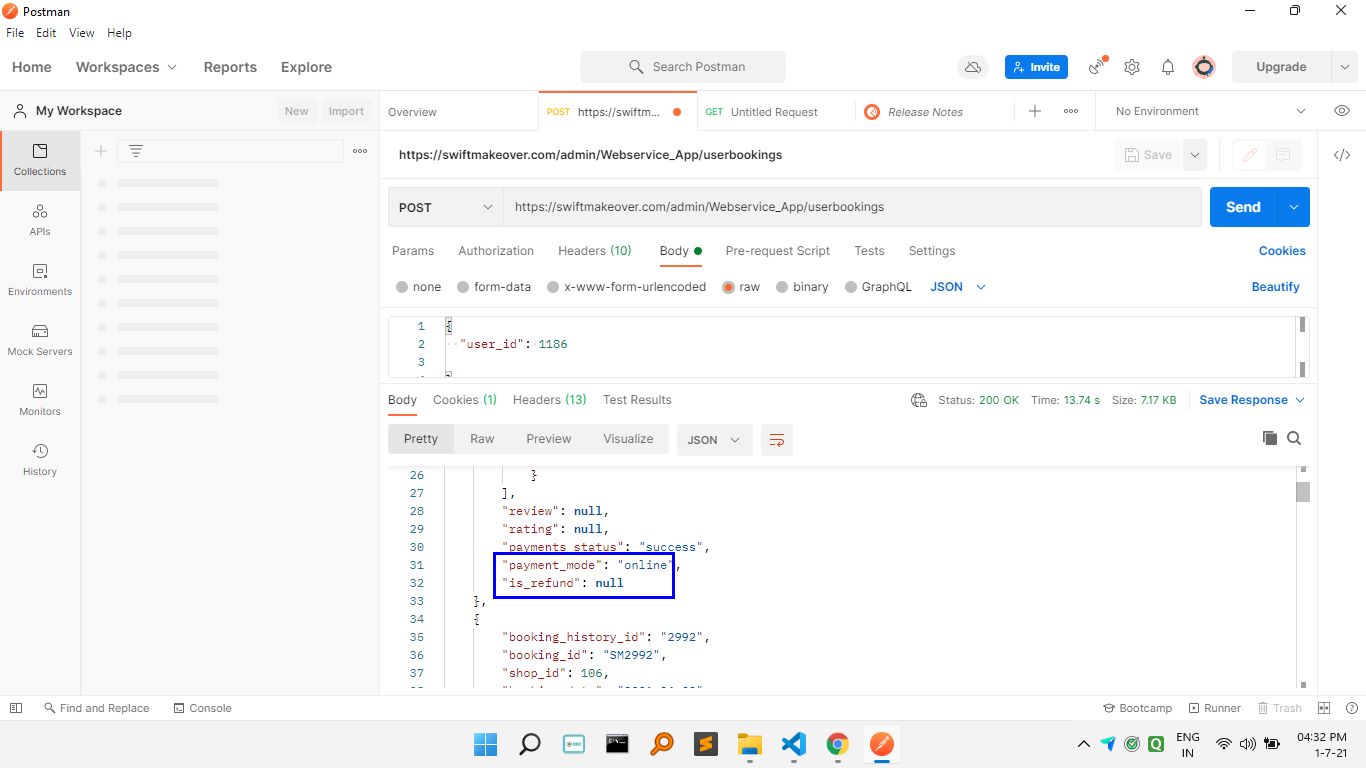 Postman
File Edit View Help
Home Workspaces Reports Explore Search Postman Invite Upgrade
My Workspace New Import
Overview POST https://swiftm... GET Untitled Request Release Notes No Environment
Collections
APIs
Environments
Mock Servers
Monitors
History
https://swiftmakeover.com/admin/Webservice_App/userbookings Save
POST https://swiftmakeover.com/admin/Webservice_App/userbookings Send
Params Authorization Headers (10) Body Pre-request Script Tests Settings Cookies
none form-data x-www-form-urlencoded raw binary GraphQL JSON Beautify
1 {
2 "user_id": 1186
3
Body Cookies (1) Headers (13) Test Results Status: 200 OK Time: 13.74 s Size: 7.17 KB Save Response
Pretty Raw Preview Visualize JSON
26 }
27 ],
28 "review": null,
29 "rating": null,
30 "payments_status": "success",
31 "payment_mode": "online",
32 "is_refund": null
33 },
34 {
35 "booking_history_id": "2992",
36 "booking_id": "SM2992",
37 "shop_id": 106,
Find and Replace Console Bootcamp Runner Trash
ENG
IN
04:32 PM
1-7-21